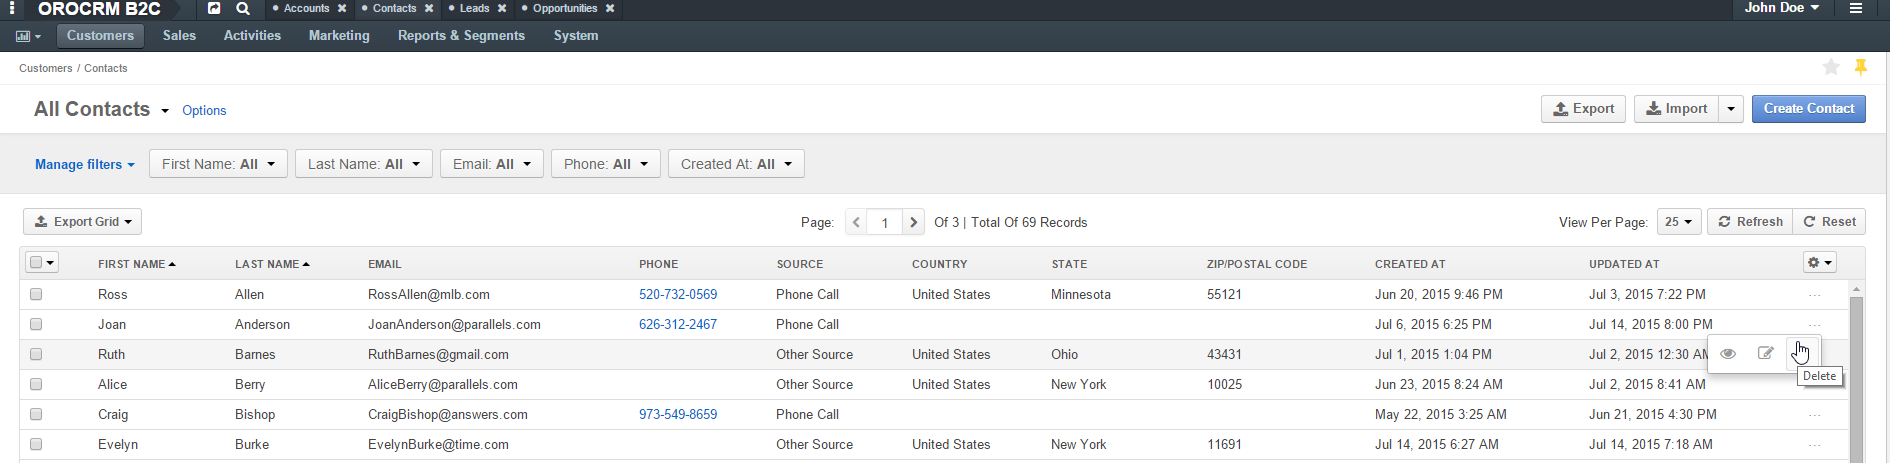 OROCRM B2C Accounts Contacts Leads Opportunities John Doe
Customers Sales Activities Marketing Reports & Segments System
Customers / Contacts
All Contacts Options Export Import Create Contact
Manage filters First Name: All Last Name: All Email: All Phone: All Created At: All
Export Grid Page: 1 Of 3 | Total Of 69 Records View Per Page: 25 Refresh Reset
FIRST NAME LAST NAME EMAIL PHONE SOURCE COUNTRY STATE ZIP/POSTAL CODE CREATED AT UPDATED AT
Ross Allen RossAllen@mlb.com 520-732-0569 Phone Call United States Minnesota 55121 Jun 20, 2015 9:46 PM Jul 3, 2015 7:22 PM ...
Joan Anderson JoanAnderson@parallels.com 626-312-2467 Phone Call Jul 6, 2015 6:25 PM Jul 14, 2015 8:00 PM ...
Ruth Barnes RuthBarnes@gmail.com Other Source United States Ohio 43431 Jul 1, 2015 1:04 PM Jul 2, 2015 12:30 AM
Delete
Alice Berry AliceBerry@parallels.com Other Source United States New York 10025 Jun 23, 2015 8:24 AM Jul 2, 2015 8:41 AM
Craig Bishop CraigBishop@answers.com 973-549-8659 Phone Call May 22, 2015 3:25 AM Jun 21, 2015 4:30 PM ...
Evelyn Burke EvelynBurke@time.com Other Source United States New York 11691 Jul 14, 2015 6:27 AM Jul 14, 2015 7:18 AM ...